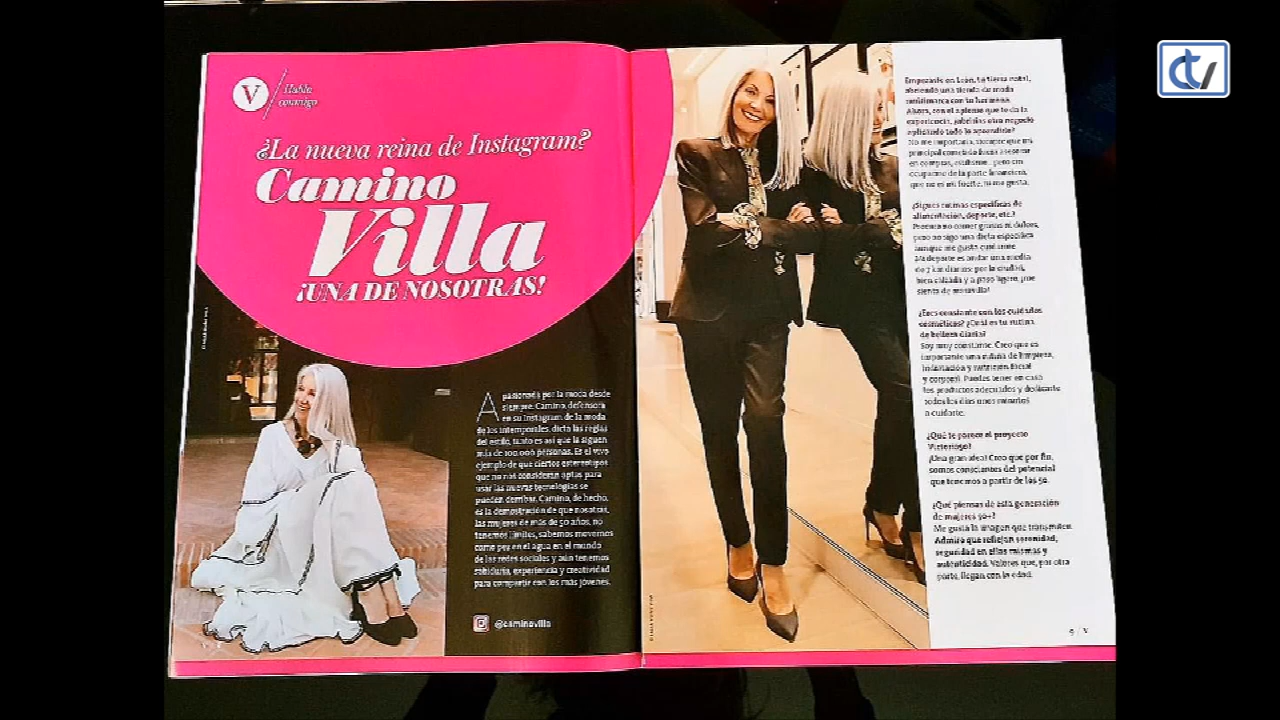 V
Habla
conmigo
¿La nueva reina de Instagram?
Camino
Villa
¡UNA DE NOSOTRAS!
Apasionada por la moda desde
siempre, Camino, defensora
en su Instagram de la moda
de los intemporales, dicta las reglas
del estilo, tanto es así que la siguen
más de 100.000 personas. Es el vivo
ejemplo de que ciertos estereotipos
que no nos consideran aptas para
usar las nuevas tecnologías se
pueden derribar. Camino, de hecho,
es la demostración de que nosotras,
las mujeres de más de 50 años, no
tenemos límites, sabemos movernos
como pez en el agua en el mundo
de las redes sociales y aún tenemos
sabiduría, experiencia y creatividad
para compartir con los más jóvenes.
@caminovilla
Empezaste en León, tu tierra natal,
abriendo una tienda de moda
multimarca con tu hermana.
Ahora, con el aplomo que te da la
experiencia, ¿abrirías otro negocio
aplicando todo lo aprendido?
No me importaría, siempre que mi
principal cometido fuera asesorar
en compras, estilismo... pero sin
ocuparme de la parte financiera,
que no es mi fuerte, ni me gusta.
¿Sigues rutinas específicas de
alimentación, deporte, etc.?
Procuro no comer grasas ni dulces,
pero no sigo una dieta específica
aunque me gusta cuidarme.
Mi deporte es andar una media
de 7 km diarios: por la ciudad,
bien calzada y a paso ligero, ¡me
sienta de maravilla!
¿Eres constante con los cuidados
cosméticos? ¿Cuál es tu rutina
de belleza diaria?
Soy muy constante. Creo que es
importante una rutina de limpieza,
hidratación y nutrición facial
y corporal. Puedes tener en casa
los productos adecuados y dedicarte
todos los días unos minutos
a cuidarte.
¿Qué te parece el proyecto
Victoria50?
¡Una gran idea! Creo que por fin,
somos conscientes del potencial
que tenemos a partir de los 50.
¿Qué piensas de esta generación
de mujeres 50+?
Me gusta la imagen que transmiten.
Admiro que reflejan serenidad,
seguridad en ellas mismas y
autenticidad. Valores que, por otra
parte, llegan con la edad.
9 / V